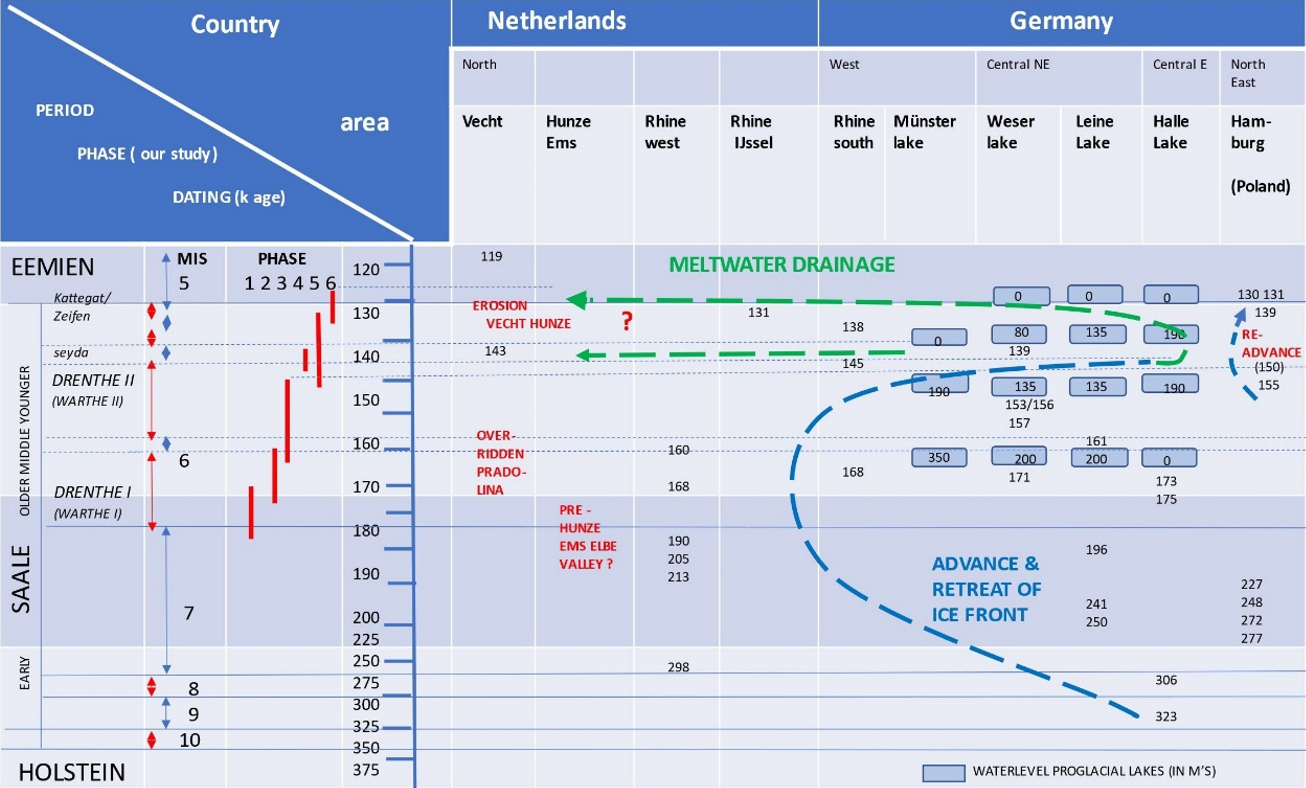 Country
Netherlands
Germany
PERIOD
PHASE ( our study)
DATING (k age)
area
North
West
Central NE
Central E
North
East
Vecht
Hunze
Ems
Rhine
west
Rhine
IJssel
Rhine
south
Münster
lake
Weser
lake
Leine
Lake
Halle
Lake
Ham-
burg
(Poland)
EEMIEN
MIS
5
PHASE
1 2 3 4 5 6
120
119
MELTWATER DRAINAGE
Kattegat/
Zeifen
130
EROSION
VECHT HUNZE
?
131
0
0
0
130 131
139
138
0
80
135
190
RE-
ADVANCE
(150)
155
seyda
140
143
145
139
DRENTHE II
(WARTHE II)
150
190
135
135
190
153/156
157
OLDER MIDDLE YOUNGER
160
6
OVER-
RIDDEN
PRADO-
LINA
160
161
350
200
200
0
168
171
173
175
DRENTHE I
(WARTHE I)
170
168
180
PRE -
HUNZE
EMS ELBE
VALLEY ?
190
205
213
196
SAALE
190
ADVANCE &
RETREAT OF
ICE FRONT
227
248
272
277
7
200
225
241
250
EARLY
250
298
275
8
306
300
9
323
325
10
350
HOLSTEIN
375
WATERLEVEL PROGLACIAL LAKES (IN M'S)